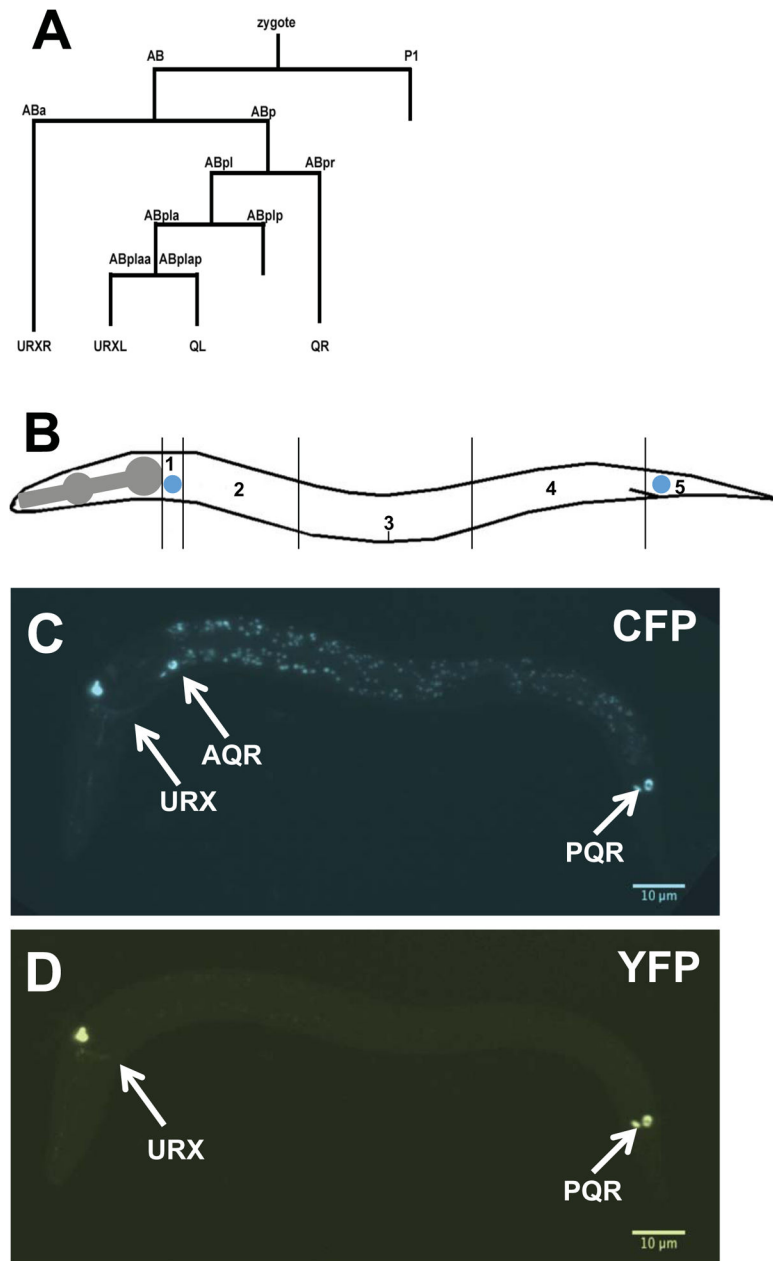 A
zygote
AB P1
ABa ABp
ABpl ABpr
ABpla ABplp
ABplaa ABplap
URXR URXL QL QR
B
1 2 3 4 5
C CFP
AQR
URX
PQR
10 µm
D YFP
URX
PQR
10 µm